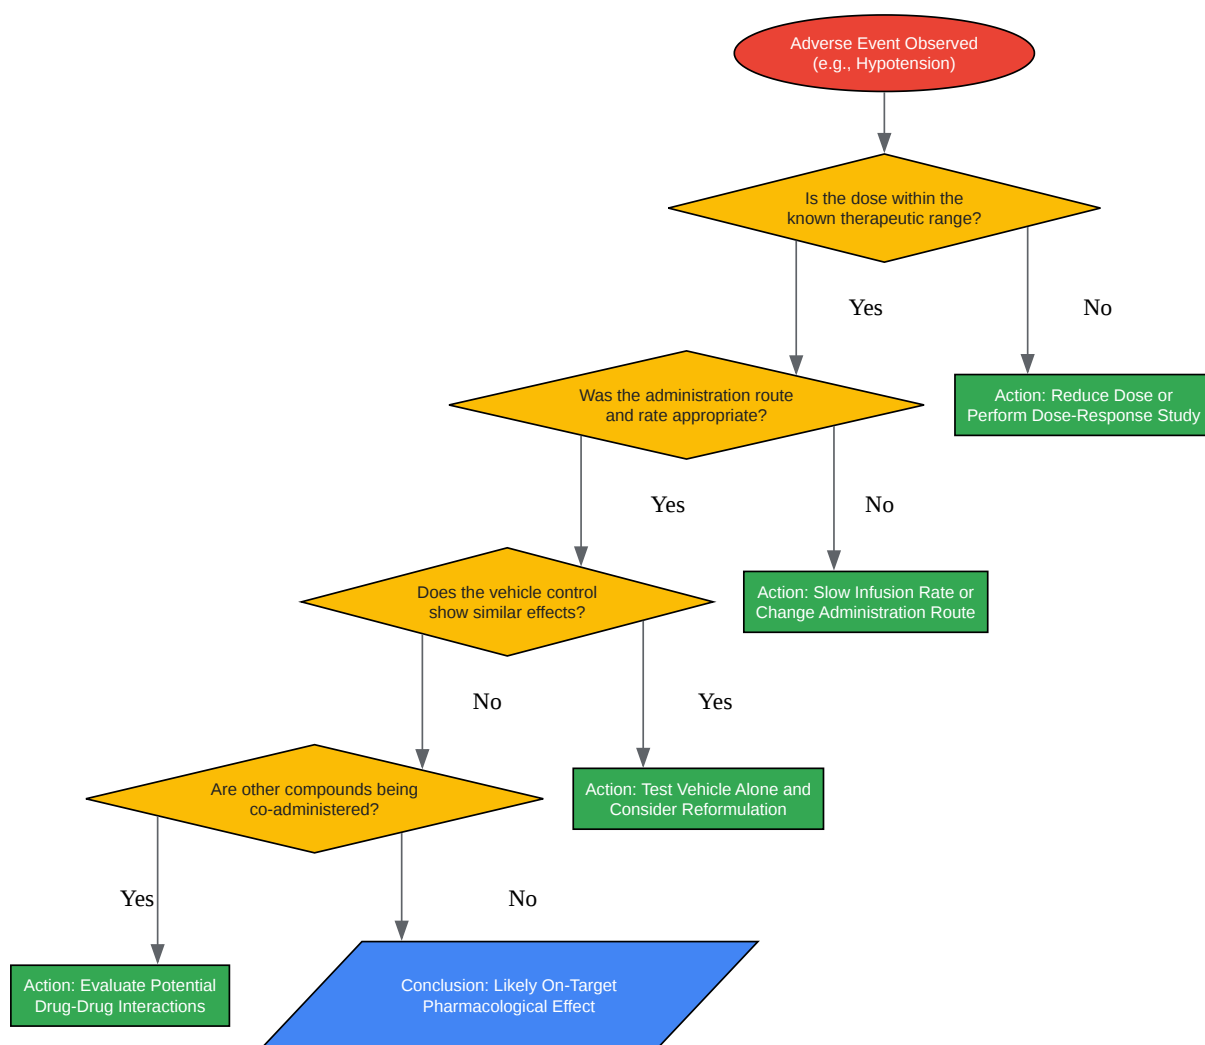 Adverse Event Observed
(e.g., Hypotension)
Is the dose within the
known therapeutic range?
Yes
No
Was the administration route
and rate appropriate?
Action: Reduce Dose or
Perform Dose-Response Study
Yes
No
Does the vehicle control
show similar effects?
Action: Slow Infusion Rate or
Change Administration Route
No
Yes
Are other compounds being
co-administered?
Action: Test Vehicle Alone and
Consider Reformulation
Yes
No
Action: Evaluate Potential
Drug-Drug Interactions
Conclusion: Likely On-Target
Pharmacological Effect